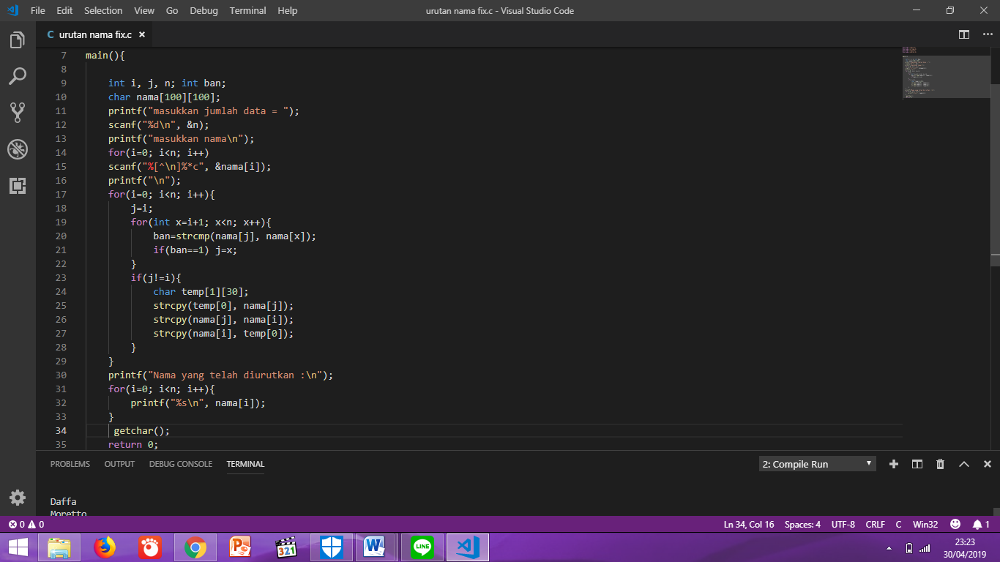 File Edit Selection View Go Debug Terminal Help urutan nama fix.c - Visual Studio Code
C urutan nama fix.c ×
7 main(){
8
9 int i, j, n; int ban;
10 char nama[100][100];
11 printf("masukkan jumlah data = ");
12 scanf("%d\n", &n);
13 printf("masukkan nama\n");
14 for(i=0; i<n; i++)
15 scanf("%[^\n]%*c", &nama[i]);
16 printf("\n");
17 for(i=0; i<n; i++){
18 j=i;
19 for(int x=i+1; x<n; x++){
20 ban=strcmp(nama[j], nama[x]);
21 if(ban==1) j=x;
22 }
23 if(j!=i){
24 char temp[1][30];
25 strcpy(temp[0], nama[j]);
26 strcpy(nama[j], nama[i]);
27 strcpy(nama[i], temp[0]);
28 }
29 }
30 printf("Nama yang telah diurutkan :\n");
31 for(i=0; i<n; i++){
32 printf("%s\n", nama[i]);
33 }
34 getchar();
35 return 0;
PROBLEMS OUTPUT DEBUG CONSOLE TERMINAL 2: Compile Run
Daffa
Moretto
0 0 Ln 34, Col 16 Spaces: 4 UTF-8 CRLF C Win32 1
321 LINE 23:23
30/04/2019